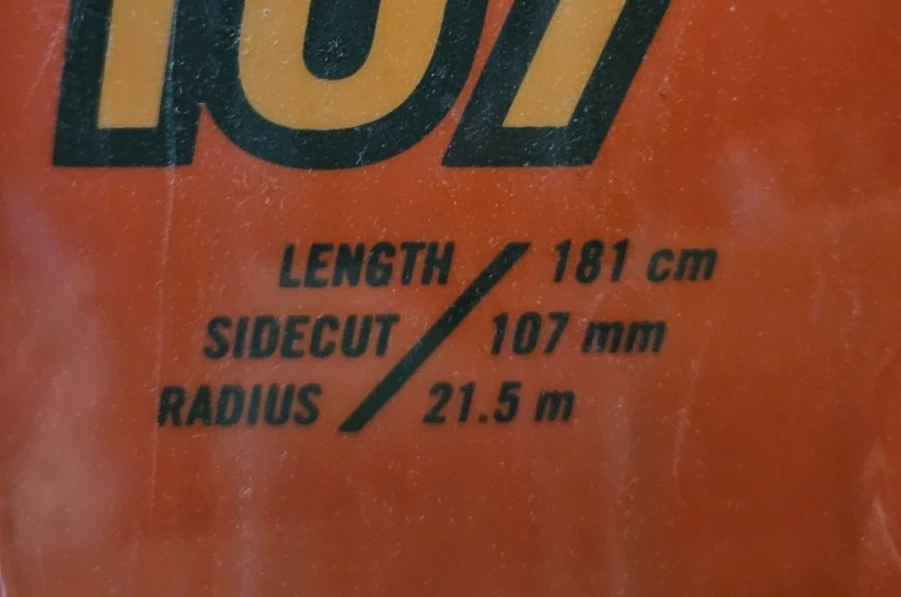 107
LENGTH / 181 cm
SIDECUT / 107 mm
RADIUS / 21.5 m